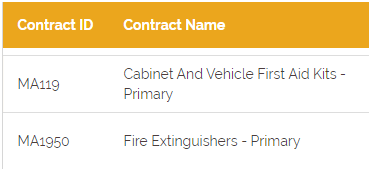 Contract ID Contract Name
MA119 Cabinet And Vehicle First Aid Kits -
Primary
MA1950 Fire Extinguishers - Primary